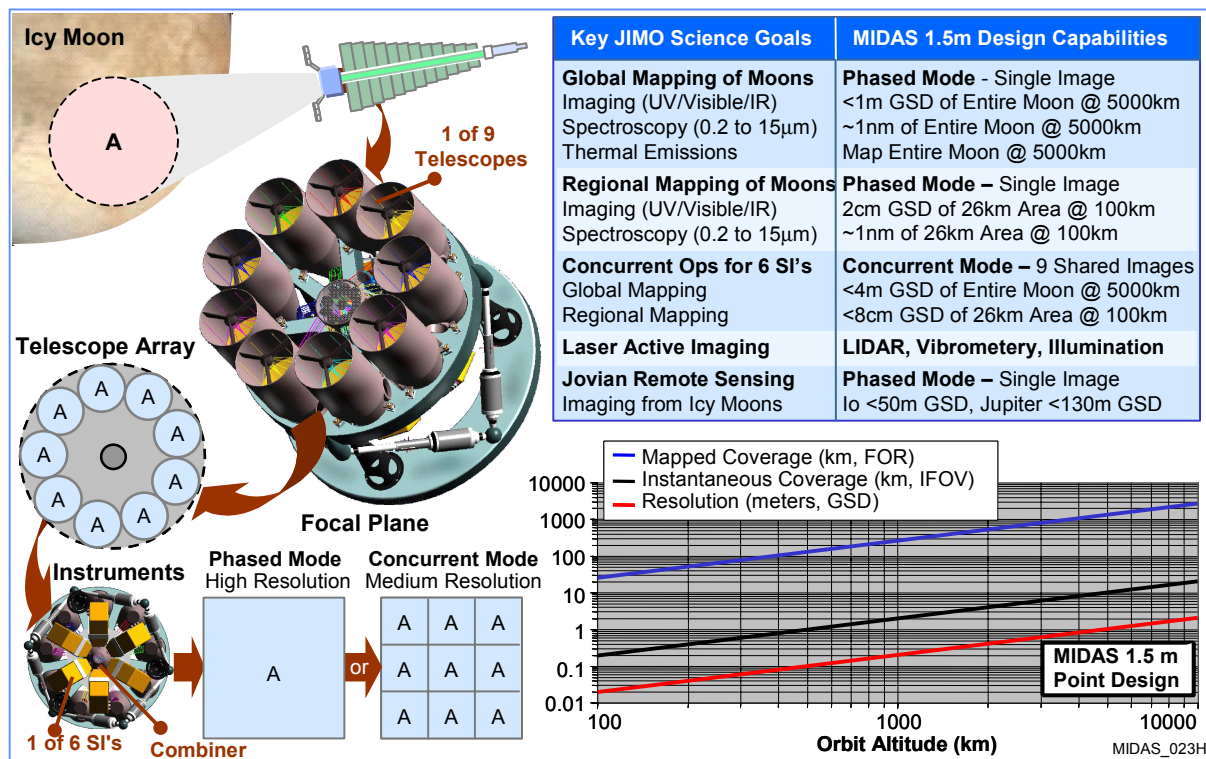 Icy Moon
A
1 of 9
Telescopes
Telescope Array
A
A
A
A
A
A
A
A
A
Focal Plane
Instruments
1 of 6 SI's
Combiner
Phased Mode
High Resolution
A
or
Concurrent Mode
Medium Resolution
A A A
A A A
A A A
Key JIMO Science Goals MIDAS 1.5m Design Capabilities
Global Mapping of Moons Phased Mode - Single Image
Imaging (UV/Visible/IR) <1m GSD of Entire Moon @ 5000km
Spectroscopy (0.2 to 15μm) ~1nm of Entire Moon @ 5000km
Thermal Emissions Map Entire Moon @ 5000km
Regional Mapping of Moons Phased Mode – Single Image
Imaging (UV/Visible/IR) 2cm GSD of 26km Area @ 100km
Spectroscopy (0.2 to 15μm) ~1nm of 26km Area @ 100km
Concurrent Ops for 6 SI's Concurrent Mode – 9 Shared Images
Global Mapping <4m GSD of Entire Moon @ 5000km
Regional Mapping <8cm GSD of 26km Area @ 100km
Laser Active Imaging LIDAR, Vibrometery, Illumination
Jovian Remote Sensing Phased Mode – Single Image
Imaging from Icy Moons Io <50m GSD, Jupiter <130m GSD
Mapped Coverage (km, FOR)
Instantaneous Coverage (km, IFOV)
Resolution (meters, GSD)
10000
1000
100
10
1
0.1
0.01
MIDAS 1.5 m
Point Design
100 1000 10000
Orbit Altitude (km)
MIDAS_023H